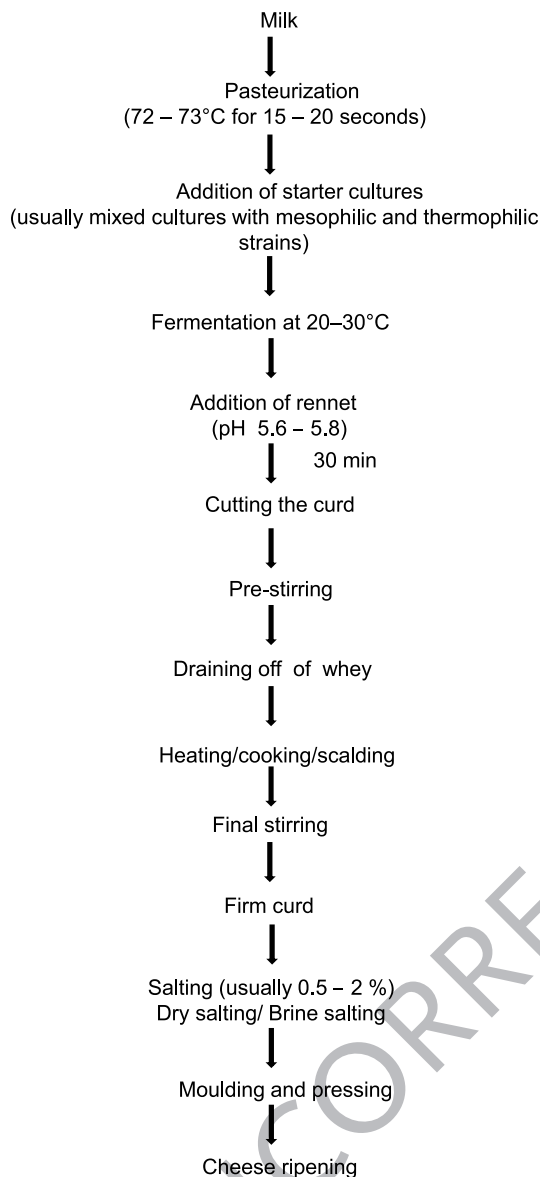 Milk
Pasteurization
(72 – 73°C for 15 – 20 seconds)
Addition of starter cultures
(usually mixed cultures with mesophilic and thermophilic
strains)
Fermentation at 20–30°C
Addition of rennet
(pH 5.6 – 5.8)
30 min
Cutting the curd
Pre-stirring
Draining off of whey
Heating/cooking/scalding
Final stirring
Firm curd
Salting (usually 0.5 – 2 %)
Dry salting/ Brine salting
Moulding and pressing
Cheese ripening
CORRE